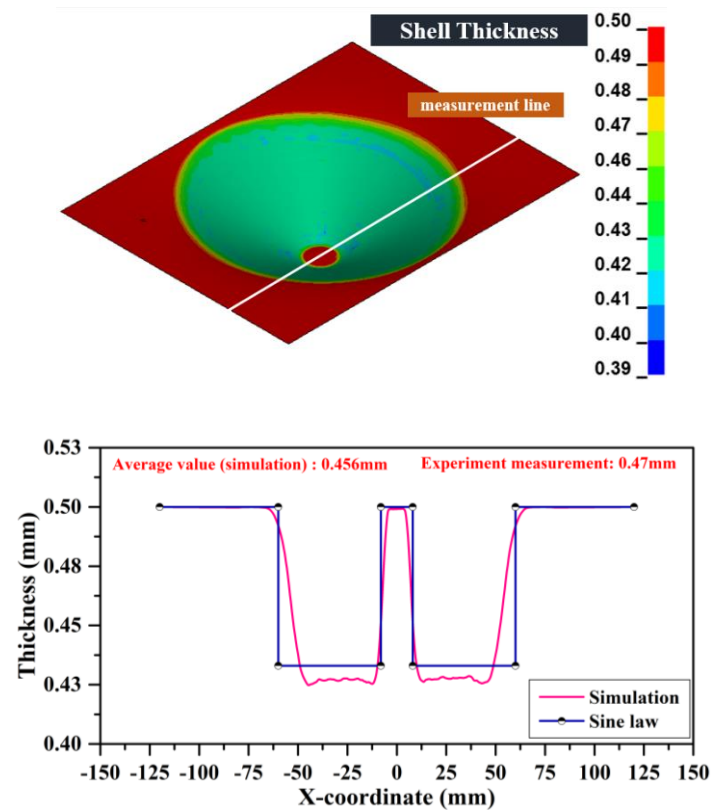 Shell Thickness
measurement line
0.50
0.49
0.48
0.47
0.46
0.44
0.43
0.42
0.41
0.40
0.39
0.53
0.50
0.48
0.45
0.43
0.40
Thickness (mm)
Average value (simulation) : 0.456mm
Experiment measurement: 0.47mm
Simulation
Sine law
-150 -125 -100 -75 -50 -25 0 25 50 75 100 125 150
X-coordinate (mm)